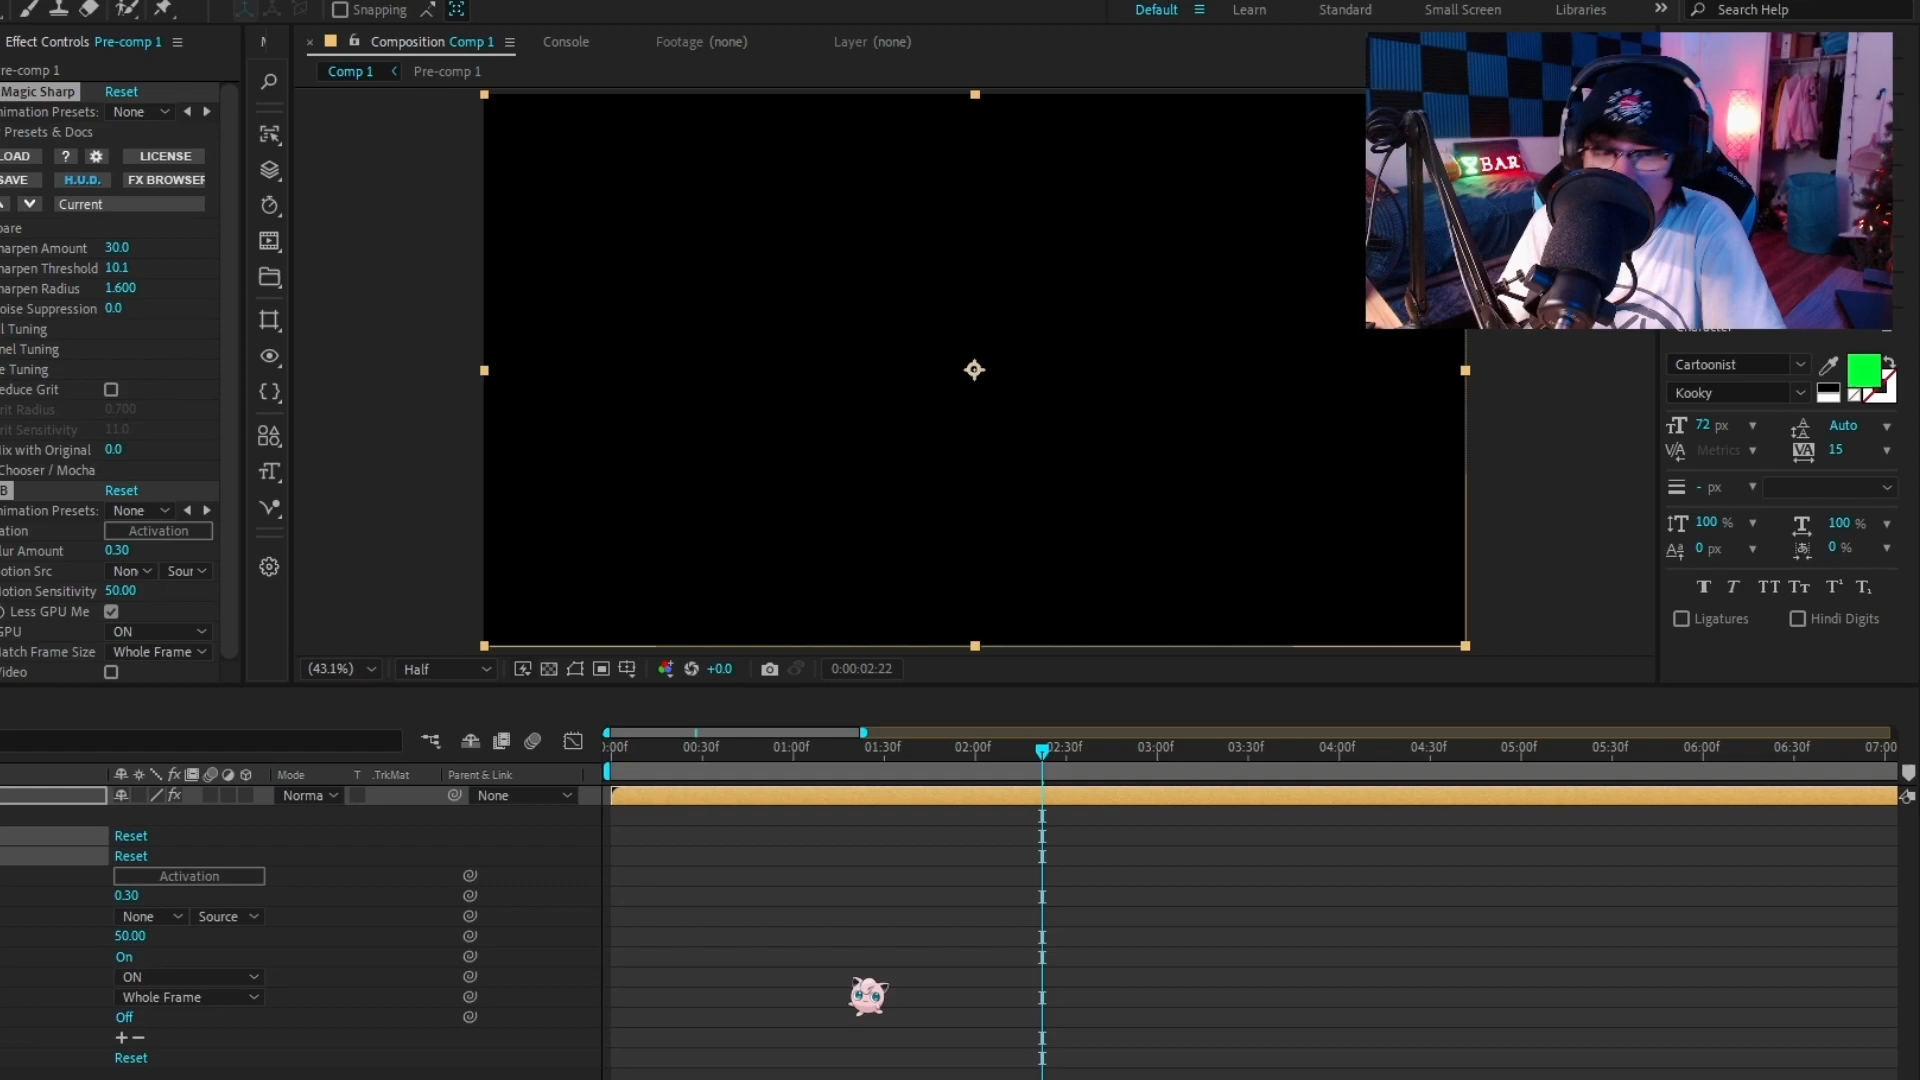 Snapping
Default
Learn
Standard
Small Screen
Libraries
Search Help
Effect Controls Pre-comp 1
Composition Comp 1
Console
Footage (none)
Layer (none)
re-comp 1
Comp 1
Pre-comp 1
Magic Sharp
Reset
nimation Presets:
None
Presets & Docs
LOAD
?
LICENSE
SAVE
H.U.D.
FX BROWSER
Current
pare
harpen Amount
30.0
harpen Threshold
10.1
harpen Radius
1.600
oise Suppression
0.0
l Tuning
nel Tuning
e Tuning
educe Grit
rit Radius
0.700
rit Sensitivity
11.0
ix with Original
0.0
Chooser / Mocha
B
Reset
nimation Presets:
None
ation
Activation
lur Amount
0.30
otion Src
Non
Sour
otion Sensitivity
50.00
Less GPU Me
GPU
ON
atch Frame Size
Whole Frame
ideo
BAR
Character
Cartoonist
Kooky
72 px
Auto
Metrics
15
- px
100 %
100 %
0 px
0 %
Ligatures
Hindi Digits
(43.1%)
Half
+0.0
0:00:02:22
0:00f
00:30f
01:00f
01:30f
02:00f
02:30f
03:00f
03:30f
04:00f
04:30f
05:00f
05:30f
06:00f
06:30f
07:00
Mode
T
.TrkMat
Parent & Link
Norma
None
Reset
Reset
Activation
0.30
None
Source
50.00
On
ON
Whole Frame
Off
+−
Reset